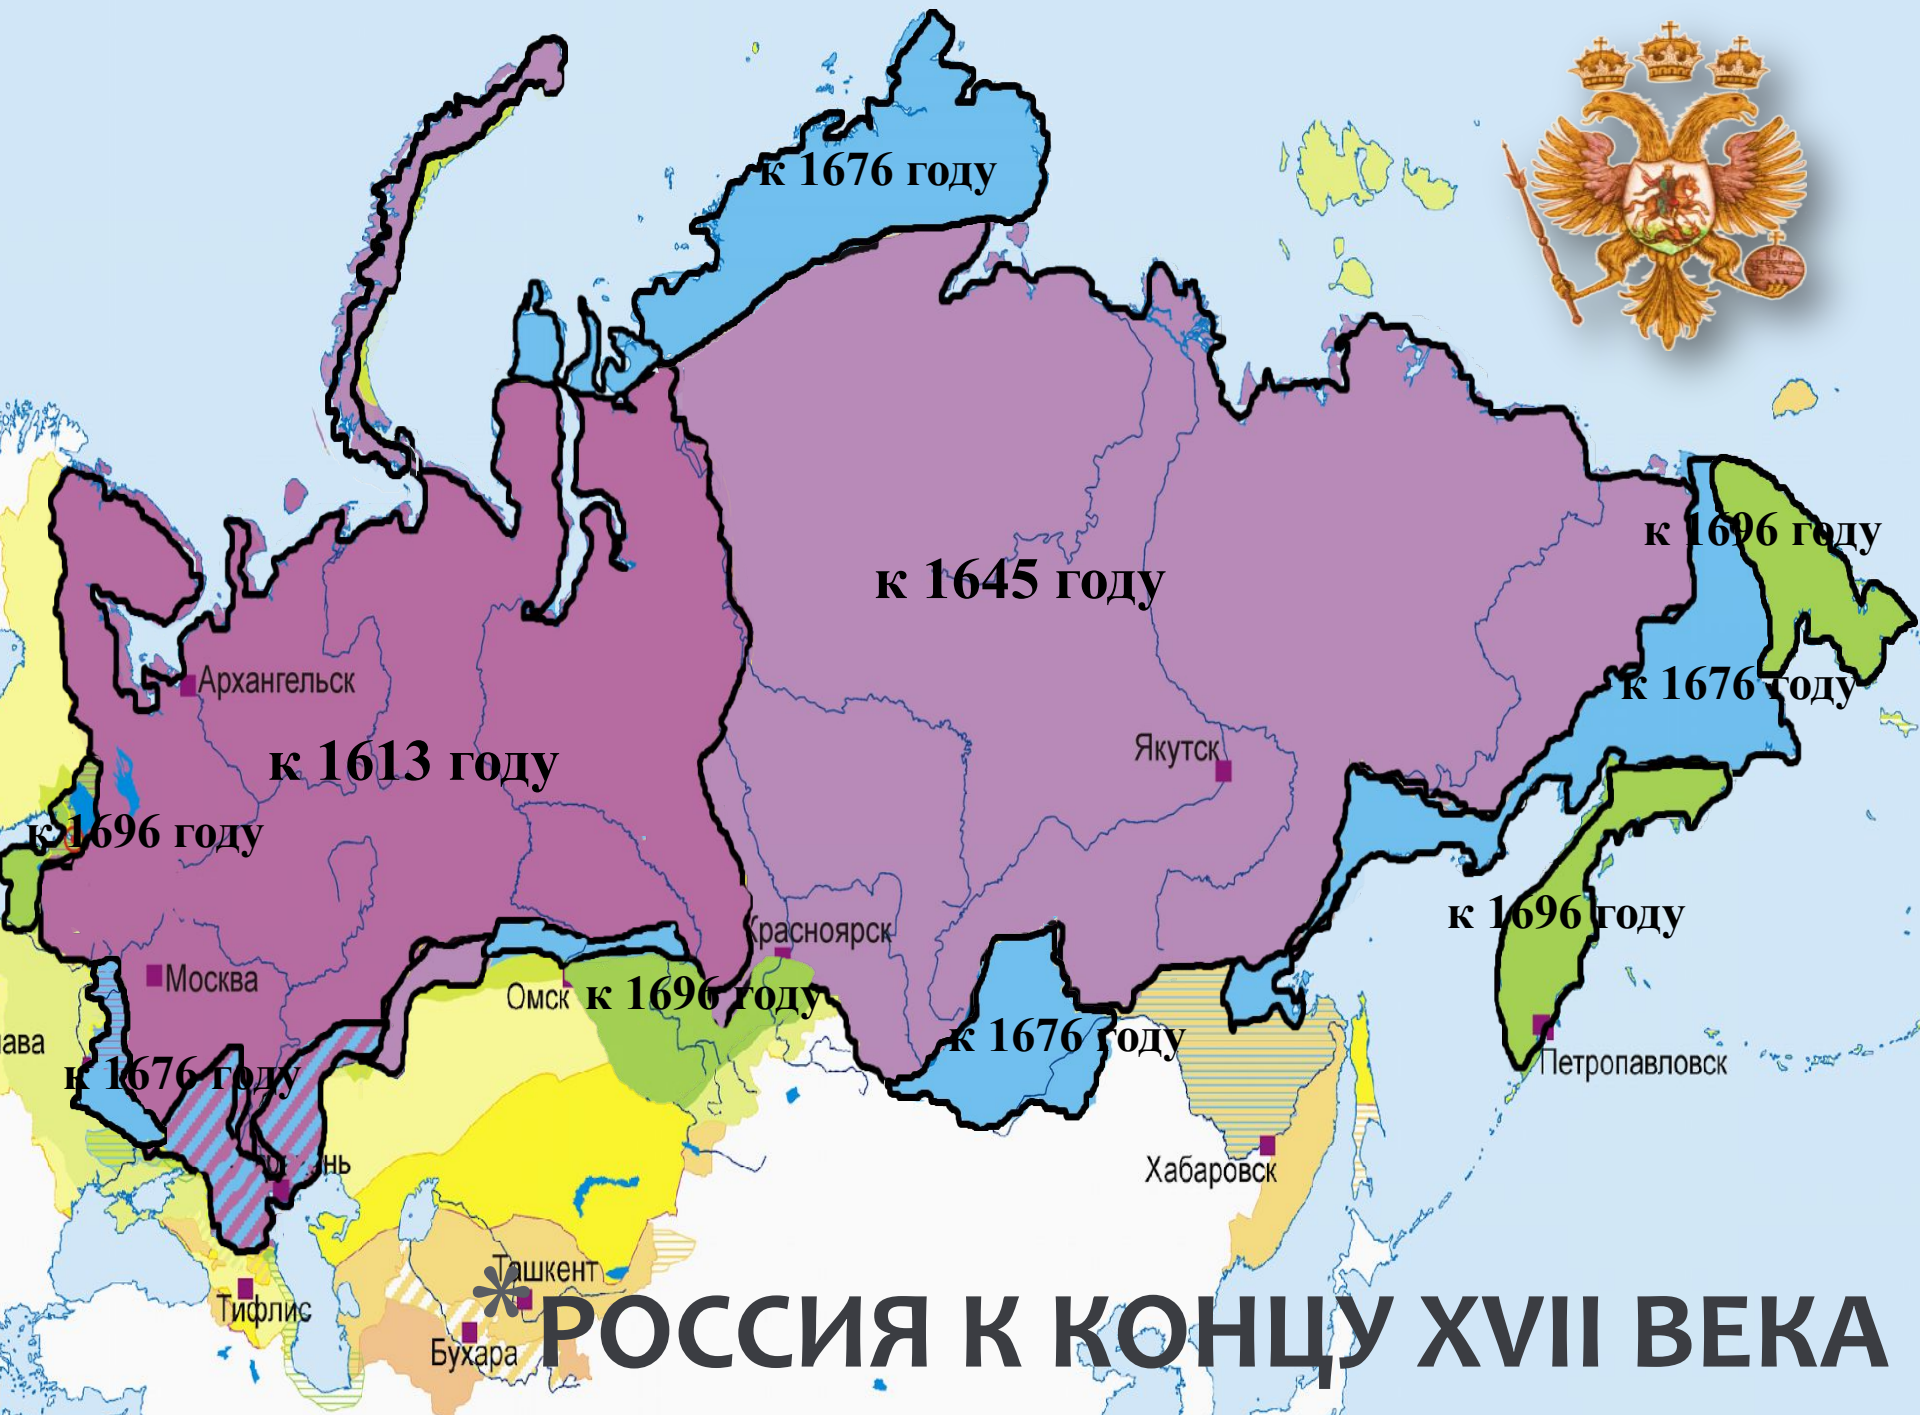 к 1676 году
к 1696 году
к 1645 году
к 1676 году
Архангельск
Якутск
к 1613 году
к 1696 году
к 1696 году
Красноярск
Москва
Омск
к 1696 году
к 1676 году
к 1676 году
Петропавловск
Хабаровск
Ташкент
Тифлис
Бухара
*РОССИЯ К КОНЦУ XVII ВЕКА